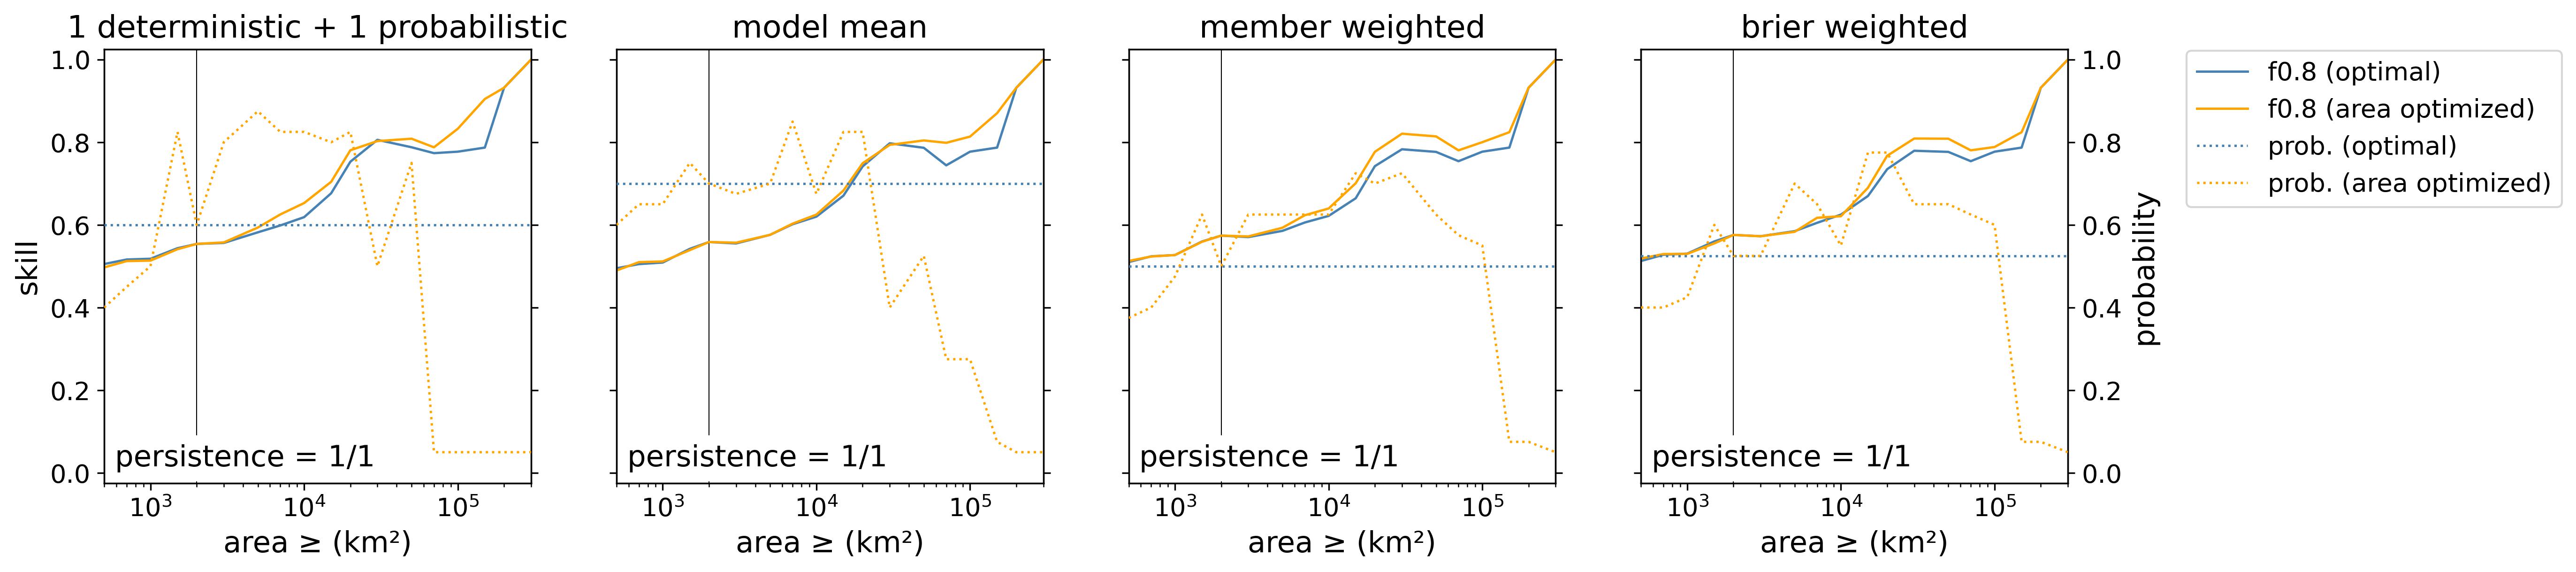 1 deterministic + 1 probabilistic
model mean
member weighted
brier weighted
skill
1.0
0.8
0.6
0.4
0.2
0.0
persistence = 1/1
persistence = 1/1
persistence = 1/1
persistence = 1/1
10³ 10⁴ 10⁵
10³ 10⁴ 10⁵
10³ 10⁴ 10⁵
10³ 10⁴ 10⁵
area ≥ (km²)
area ≥ (km²)
area ≥ (km²)
area ≥ (km²)
1.0
0.8
0.6
0.4
0.2
0.0
probability
f0.8 (optimal)
f0.8 (area optimized)
prob. (optimal)
prob. (area optimized)